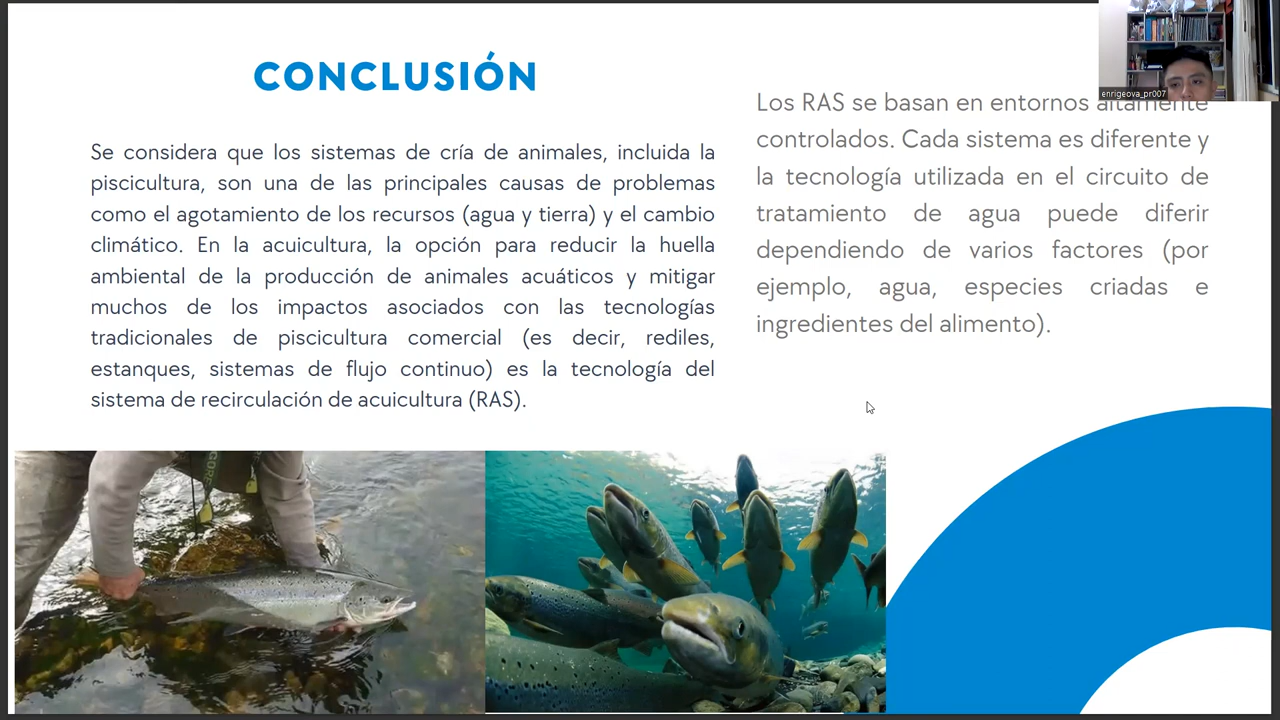 CONCLUSIÓN
Se considera que los sistemas de cría de animales, incluida la
piscicultura, son una de las principales causas de problemas
como el agotamiento de los recursos (agua y tierra) y el cambio
climático. En la acuicultura, la opción para reducir la huella
ambiental de la producción de animales acuáticos y mitigar
muchos de los impactos asociados con las tecnologías
tradicionales de piscicultura comercial (es decir, rediles,
estanques, sistemas de flujo continuo) es la tecnología del
sistema de recirculación de acuicultura (RAS).
Los RAS se basan en entornos altamente
controlados. Cada sistema es diferente y
la tecnología utilizada en el circuito de
tratamiento de agua puede diferir
dependiendo de varios factores (por
ejemplo, agua, especies criadas e
ingredientes del alimento).
enrigeova_pr007